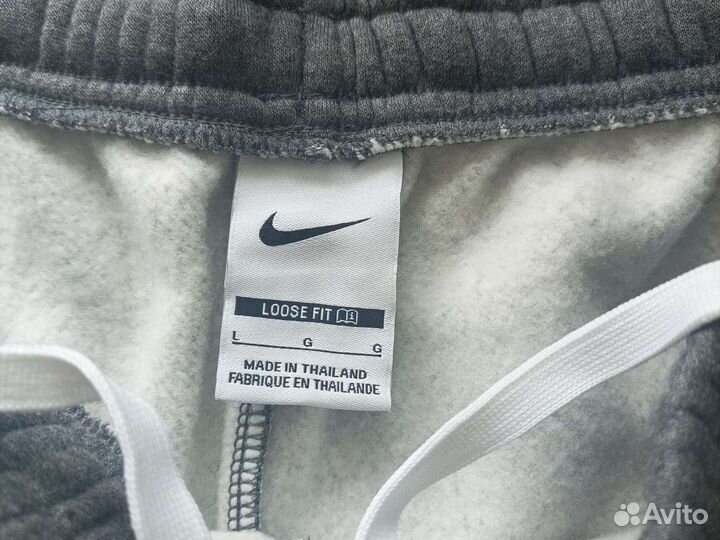 LOOSE FIT
L G G
MADE IN THAILAND
FABRIQUE EN THAILANDE
Avito